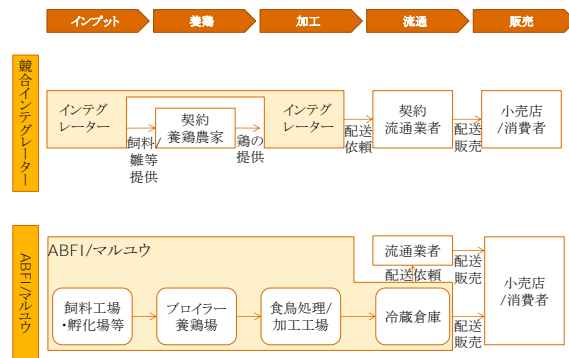 インプット
養鶏
加工
流通
販売
競合インテグレーター
インテグ
レーター
契約
養鶏農家
インテグ
レーター
契約
流通業者
小売店
/消費者
飼料/
雛等
提供
鶏の
提供
配送
依頼
配送
販売
ABFI/マルユウ
ABFI/マルユウ
流通業者
配送依頼
配送
販売
小売店
/消費者
飼料工場
・孵化場等
ブロイラー
養鶏場
食鳥処理/
加工工場
冷蔵倉庫
配送
販売